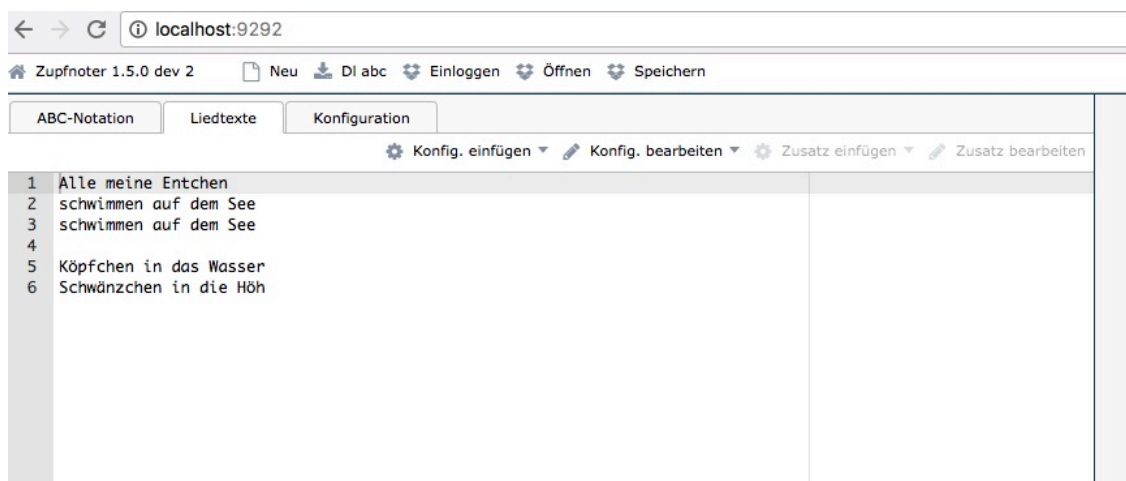 localhost:9292
Zupfnoter 1.5.0 dev 2 Neu Dl abc Einloggen Öffnen Speichern
ABC-Notation Liedtexte Konfiguration
Konfig. einfügen Konfig. bearbeiten Zusatz einfügen Zusatz bearbeiten
1 Alle meine Entchen
2 schwimmen auf dem See
3 schwimmen auf dem See
4
5 Köpfchen in das Wasser
6 Schwänzchen in die Höh